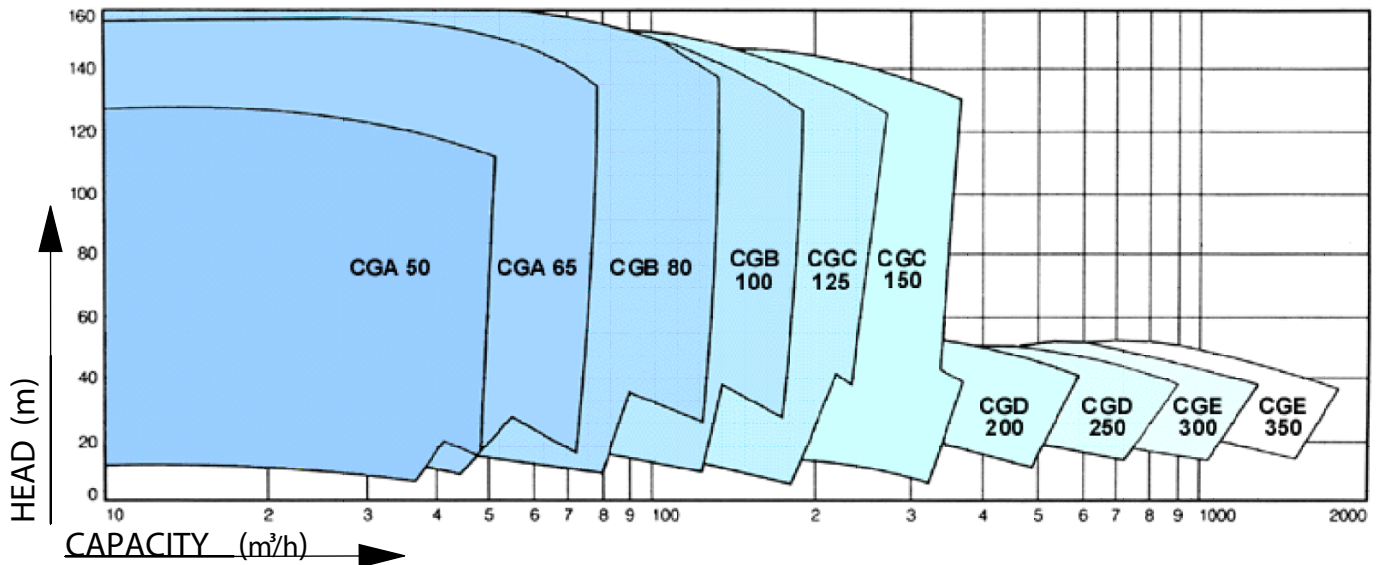 160
140
120
100
80
60
40
20
0
HEAD (m)
CGA 50
CGA 65
CGB 80
CGB
100
CGC
125
CGC
150
CGD
200
CGD
250
CGE
300
CGE
350
10 2 3 4 5 6 7 8 9 100 2 3 4 5 6 7 8 9 1000 2000
CAPACITY (m³/h)